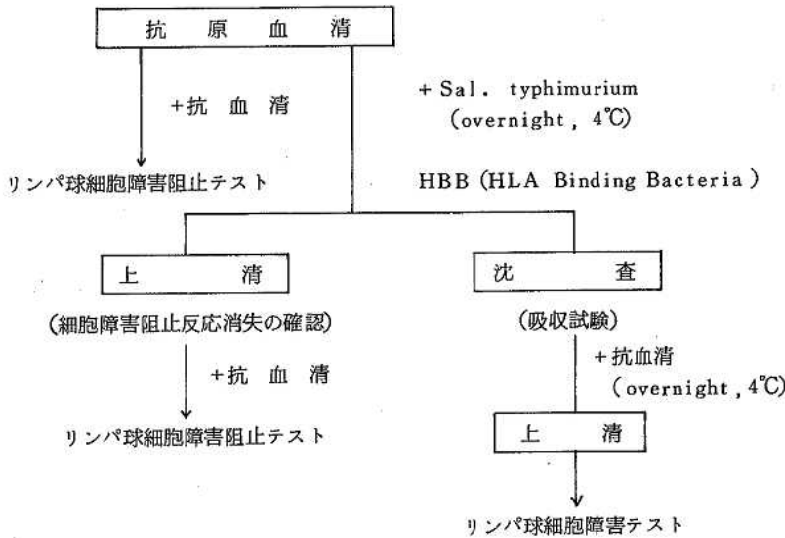 抗原血清
+抗血清
+ Sal. typhimurium
(overnight, 4℃)
リンパ球細胞障害阻止テスト
HBB (HLA Binding Bacteria)
上清
沈査
(細胞障害阻止反応消失の確認)
(吸収試験)
+抗血清
+抗血清
(overnight, 4℃)
リンパ球細胞障害阻止テスト
上清
リンパ球細胞障害テスト